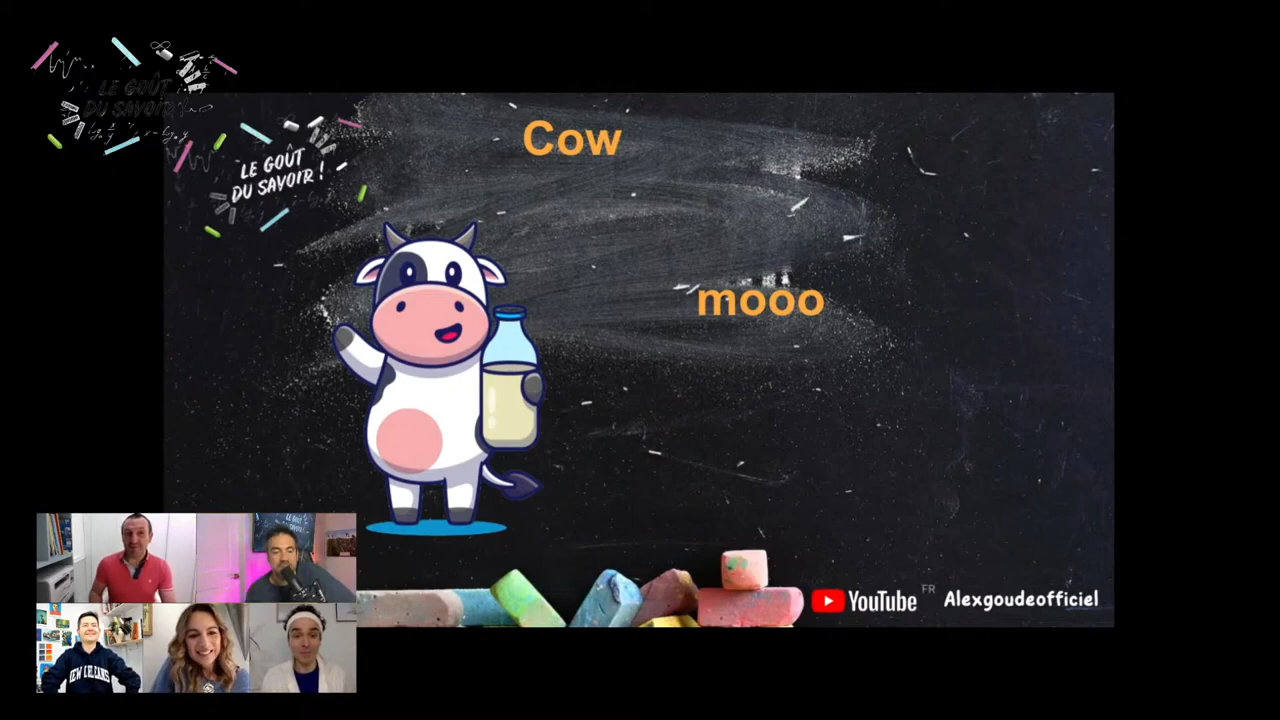 LE GOÛT
DU SAVOIR !
LE GOÛT
DU SAVOIR !
Cow
mooo
NEW ORLEANS
YouTube
FR
Alexgoudeofficiel